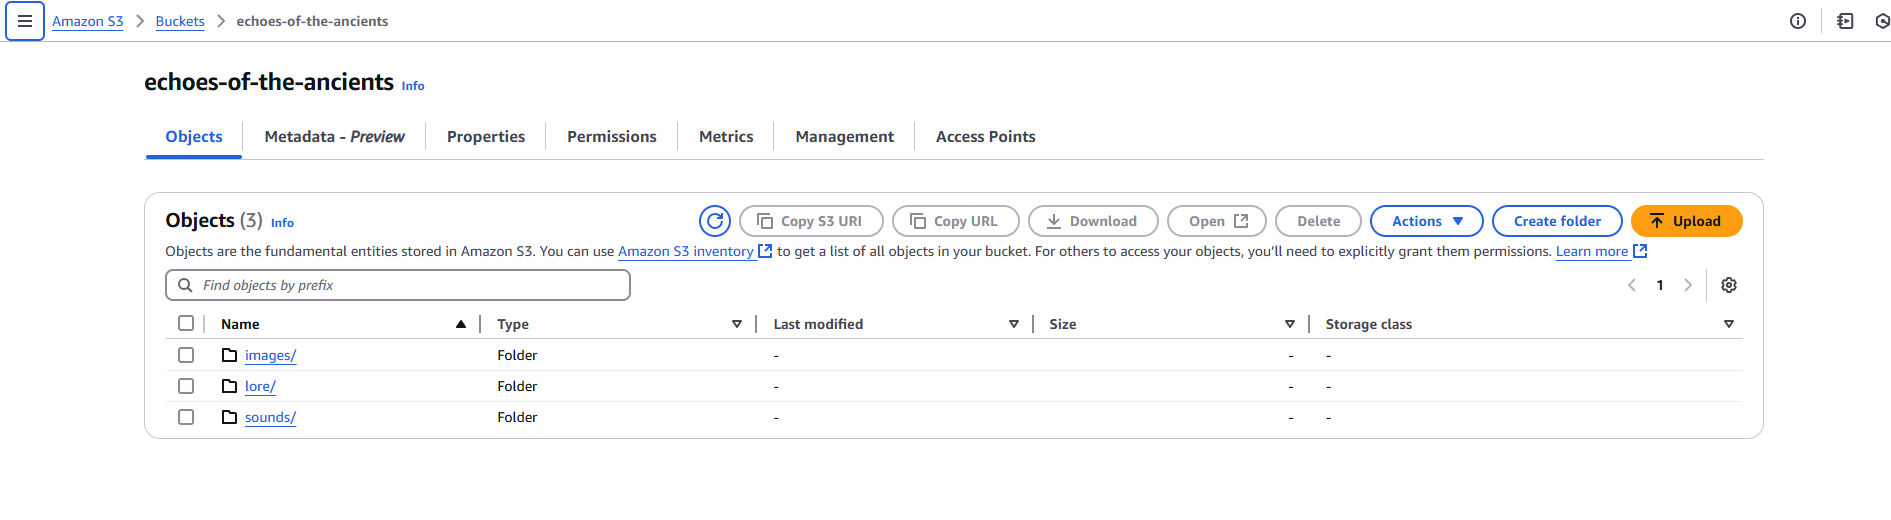 Amazon S3 > Buckets > echoes-of-the-ancients
echoes-of-the-ancients Info
Objects Metadata - Preview Properties Permissions Metrics Management Access Points
Objects (3) Info Copy S3 URI Copy URL Download Open Delete Actions Create folder Upload
Objects are the fundamental entities stored in Amazon S3. You can use Amazon S3 inventory to get a list of all objects in your bucket. For others to access your objects, you’ll need to explicitly grant them permissions. Learn more
Find objects by prefix 1
Name Type Last modified Size Storage class
images/ Folder - - -
lore/ Folder - - -
sounds/ Folder - - -